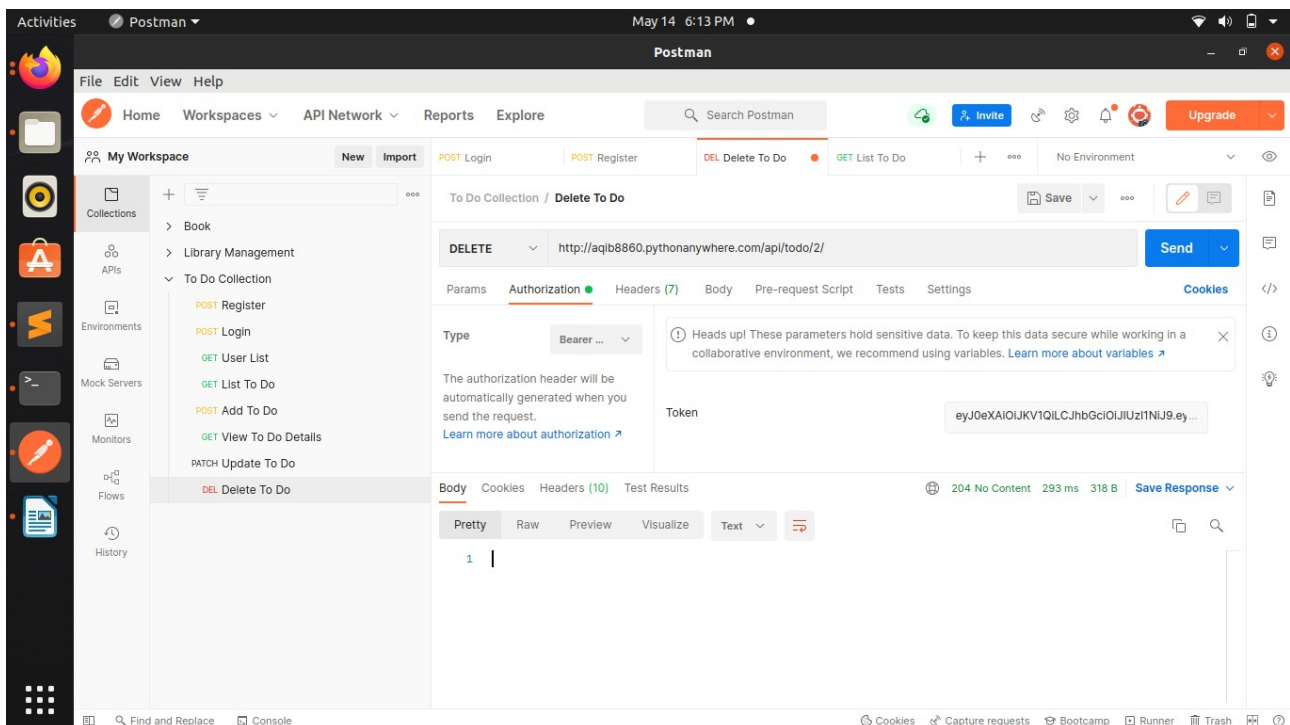 Activities Postman May 14 6:13 PM
Postman
File Edit View Help
Home Workspaces API Network Reports Explore Search Postman Invite Upgrade
My Workspace New Import POST Login POST Register DEL Delete To Do GET List To Do No Environment
Collections
APIs
Environments
Mock Servers
Monitors
Flows
History
Book
Library Management
To Do Collection
POST Register
POST Login
GET User List
GET List To Do
POST Add To Do
GET View To Do Details
PATCH Update To Do
DEL Delete To Do
To Do Collection / Delete To Do Save
DELETE http://aqib8860.pythonanywhere.com/api/todo/2/ Send
Params Authorization Headers (7) Body Pre-request Script Tests Settings Cookies
Type Bearer ...
The authorization header will be
automatically generated when you
send the request.
Learn more about authorization ↗
Heads up! These parameters hold sensitive data. To keep this data secure while working in a
collaborative environment, we recommend using variables. Learn more about variables ↗
Token eyJ0eXAiOiJKV1QiLCJhbGciOiJIUzI1NiJ9.ey...
Body Cookies Headers (10) Test Results 204 No Content 293 ms 318 B Save Response
Pretty Raw Preview Visualize Text
1
Find and Replace Console Cookies Capture requests Bootcamp Runner Trash